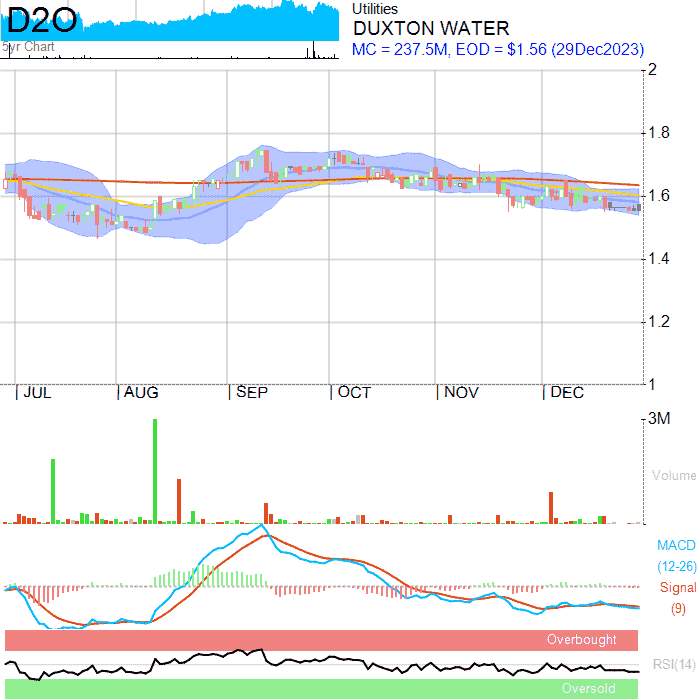 D2O
5yr Chart
Utilities
DUXTON WATER
MC = 237.5M, EOD = $1.56 (29Dec2023)
2
1.8
1.6
1.4
1.2
1
JUL AUG SEP OCT NOV DEC
3M
Volume
MACD
(12-26)
Signal
(9)
Overbought
RSI(14)
Oversold